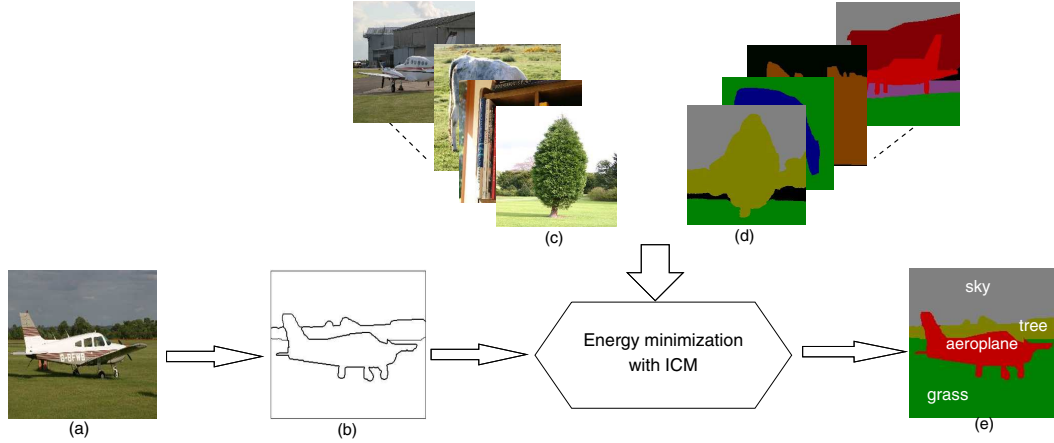 (c)
(d)
sky
tree
aeroplane
grass
Energy minimization
with ICM
(a)
(b)
(e)